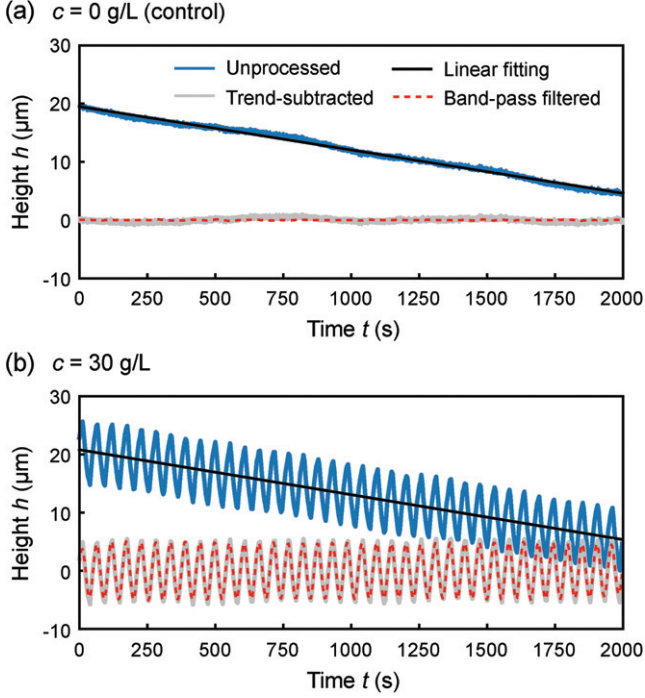 (a) c = 0 g/L (control)
30
Unprocessed Linear fitting
Trend-subtracted Band-pass filtered
20
10
0
-10
Height h (μm)
0 250 500 750 1000 1250 1500 1750 2000
Time t (s)
(b) c = 30 g/L
30
20
10
0
-10
Height h (μm)
0 250 500 750 1000 1250 1500 1750 2000
Time t (s)